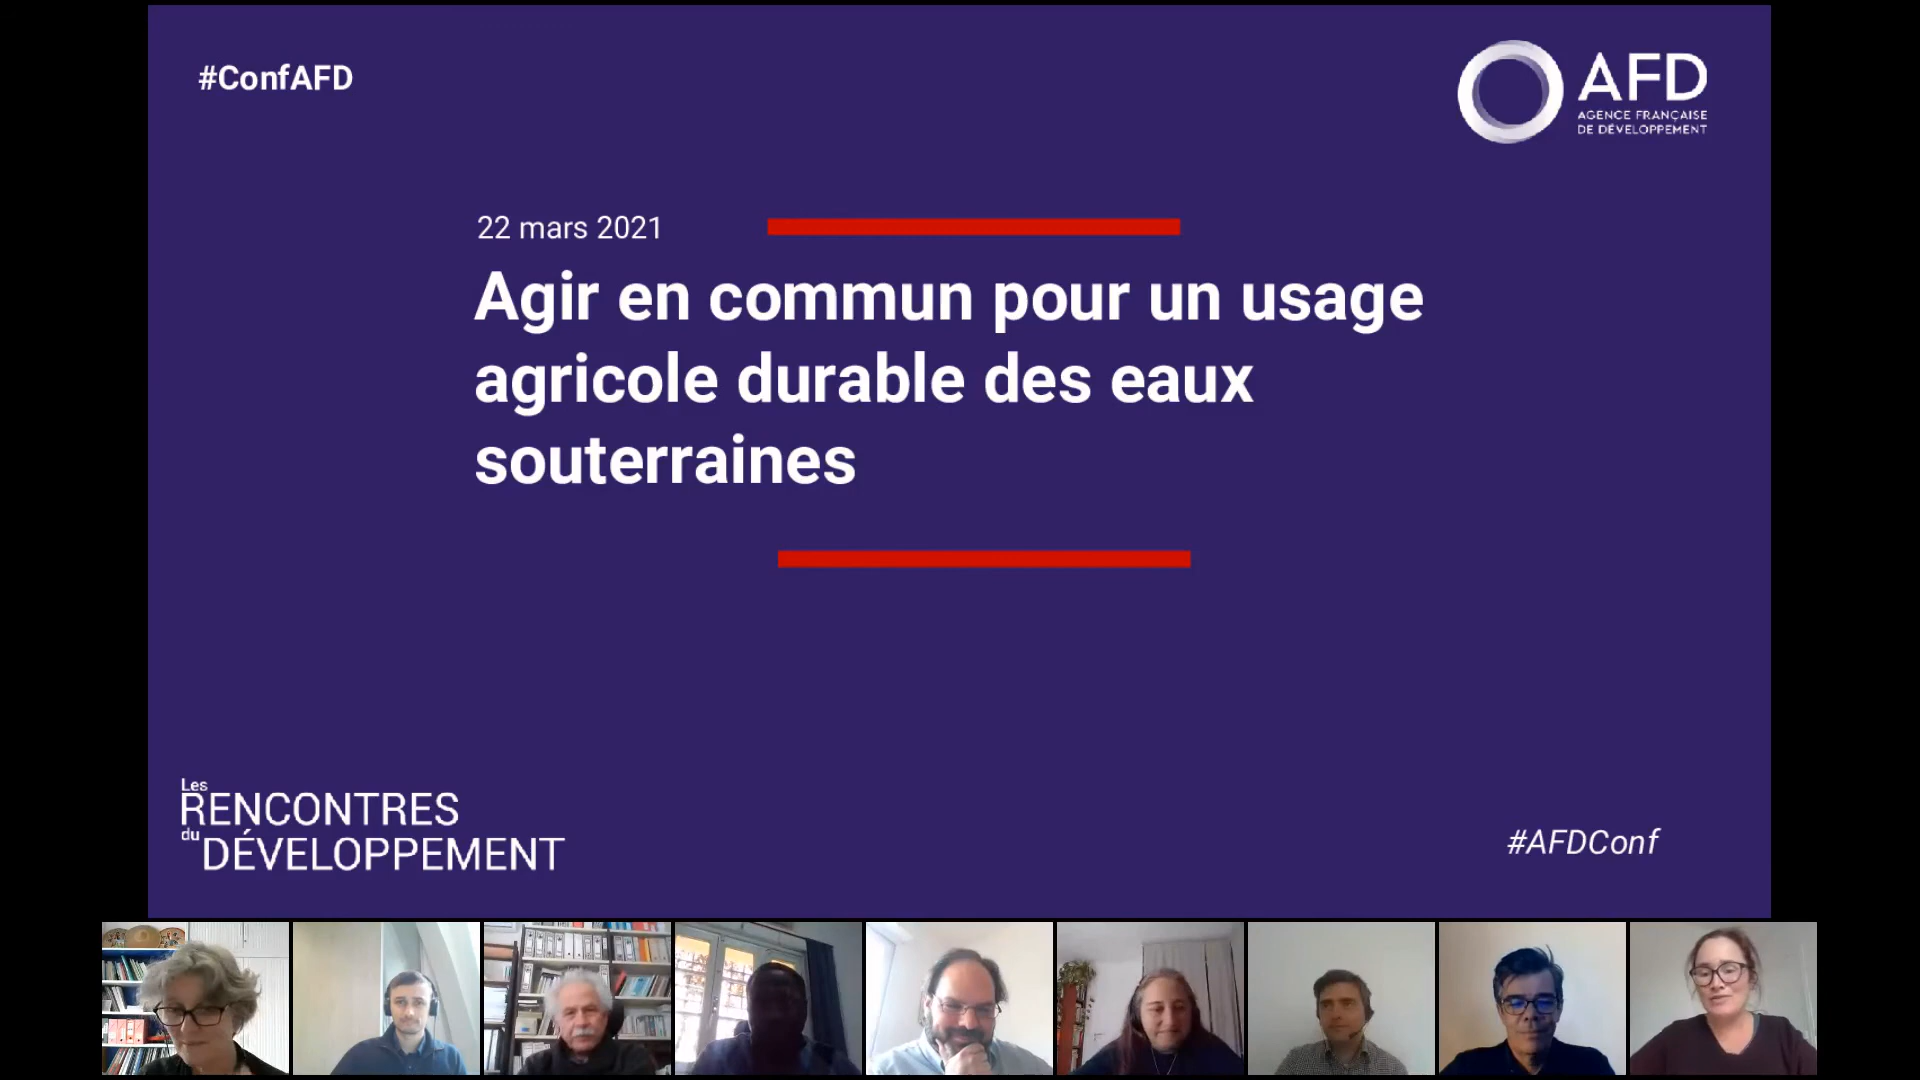 #ConfAFD
AFD
AGENCE FRANÇAISE
DE DÉVELOPPEMENT
22 mars 2021
Agir en commun pour un usage
agricole durable des eaux
souterraines
Les
RENCONTRES
du
DÉVELOPPEMENT
#AFDConf